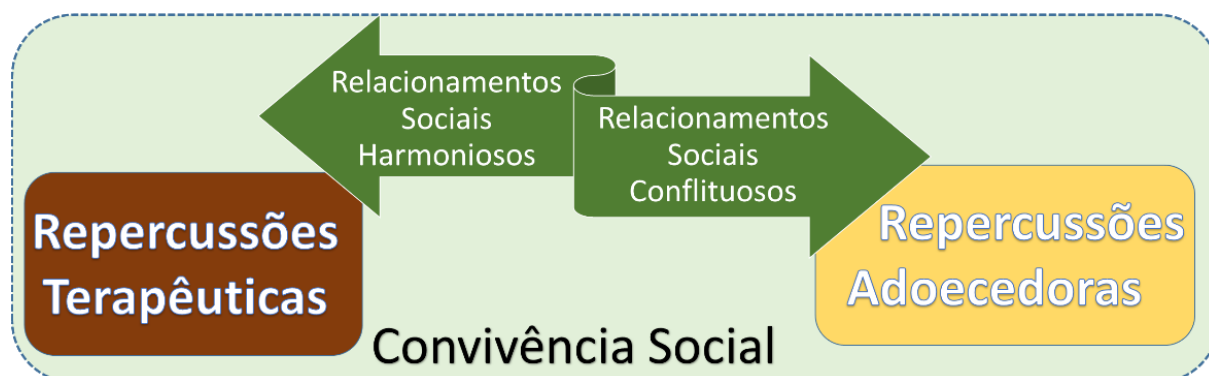 Relacionamentos
Sociais
Harmoniosos
Relacionamentos
Sociais
Conflituosos
Repercussões
Terapêuticas
Repercussões
Adoecedoras
Convivência Social